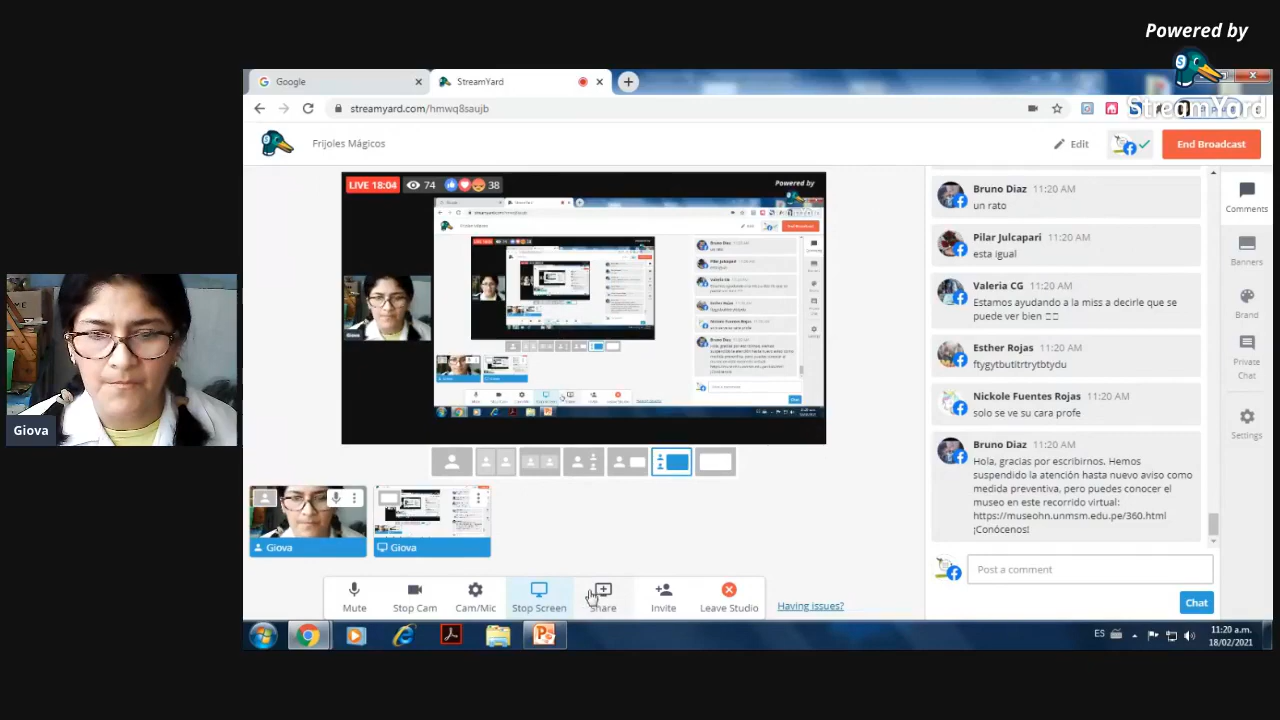 Powered by
StreamYard
Google
StreamYard
streamyard.com/hmwq8saujb
Frijoles Mágicos
Edit
End Broadcast
LIVE 18:04
74
38
Powered by
Giova
Giova
Giova
Mute
Stop Cam
Cam/Mic
Stop Screen
Share
Invite
Leave Studio
Having issues?
Bruno Diaz 11:20 AM
un rato
Pilar Julcapari 11:20 AM
esta igual
Valeria CG 11:20 AM
Estamos ayudando a la miss a decirle que se
puede ver bien
Esther Rojas 11:20 AM
ftygytbutitrtrytbtydu
Nickole Fuentes Rojas 11:20 AM
solo se ve su cara profe
Bruno Diaz 11:20 AM
Hola, gracias por escribirnos. Hemos
suspendido la atención hasta nuevo aviso como
medida preventiva, pero puedes conocer el
museo en este recorrido virtual:
https://museohn.unmsm.edu.pe/360.html
¡Conócenos!
Post a comment
Chat
Comments
Banners
Brand
Private
Chat
Settings
ES
11:20 a.m.
18/02/2021